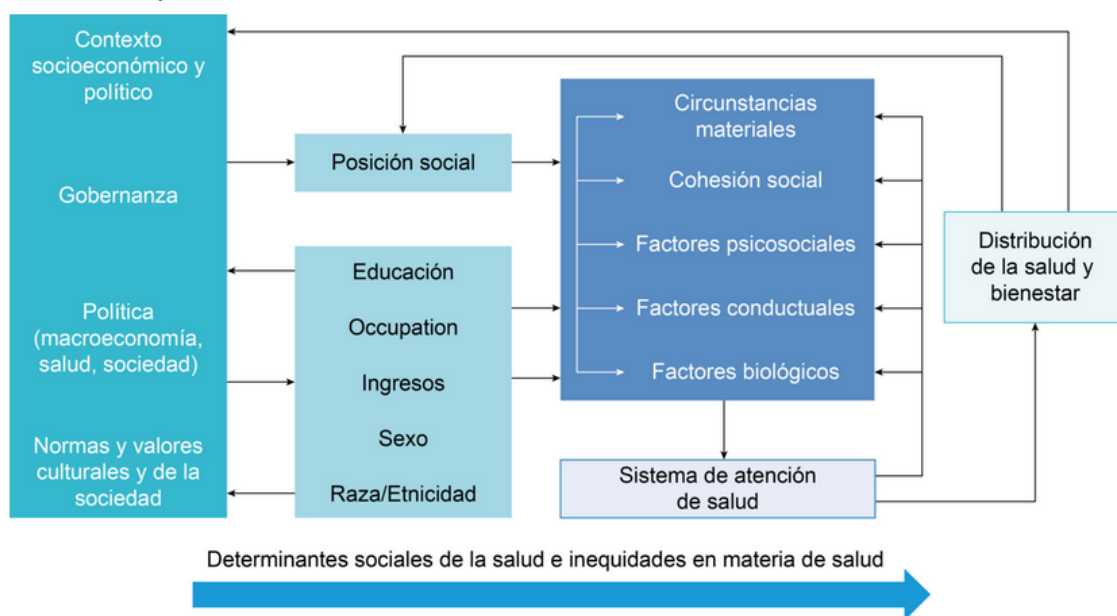 Contexto
socioeconómico y
político
Gobernanza
Política
(macroeconomía,
salud, sociedad)
Normas y valores
culturales y de la
sociedad
Posición social
Educación
Occupation
Ingresos
Sexo
Raza/Etnicidad
Circunstancias
materiales
Cohesión social
Factores psicosociales
Factores conductuales
Factores biológicos
Sistema de atención
de salud
Distribución
de la salud y
bienestar
Determinantes sociales de la salud e inequidades en materia de salud